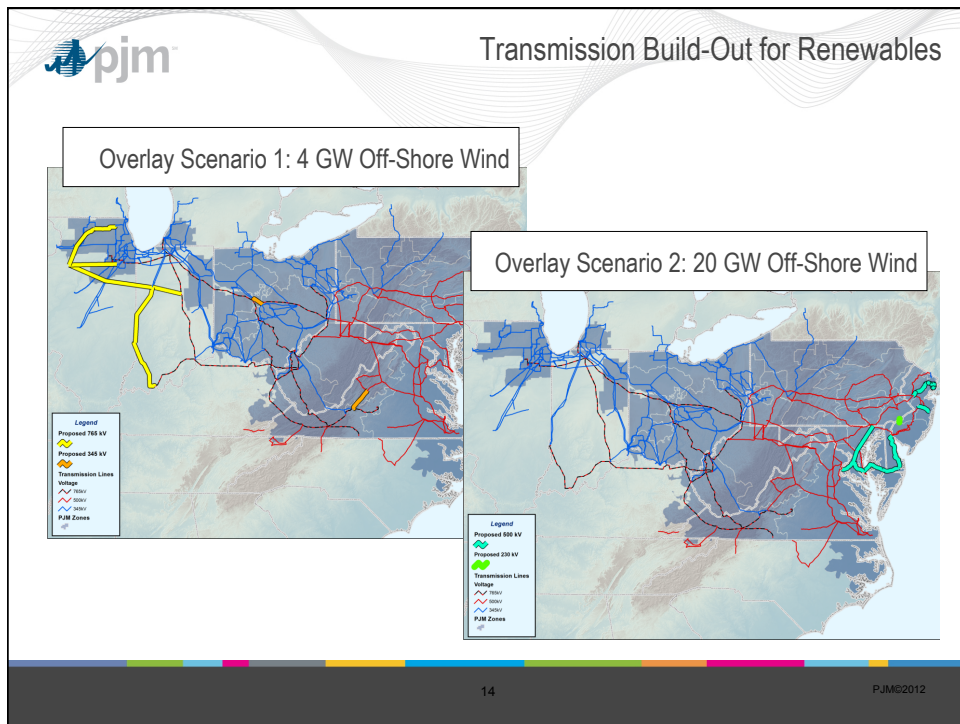 pjm
Transmission Build-Out for Renewables
Overlay Scenario 1: 4 GW Off-Shore Wind
Legend
Proposed 765 kV
Proposed 345 kV
Transmission Lines
Voltage
765kV
500kV
345kV
PJM Zones
Overlay Scenario 2: 20 GW Off-Shore Wind
Legend
Proposed 500 kV
Proposed 230 kV
Transmission Lines
Voltage
765kV
500kV
345kV
PJM Zones
14
PJM©2012